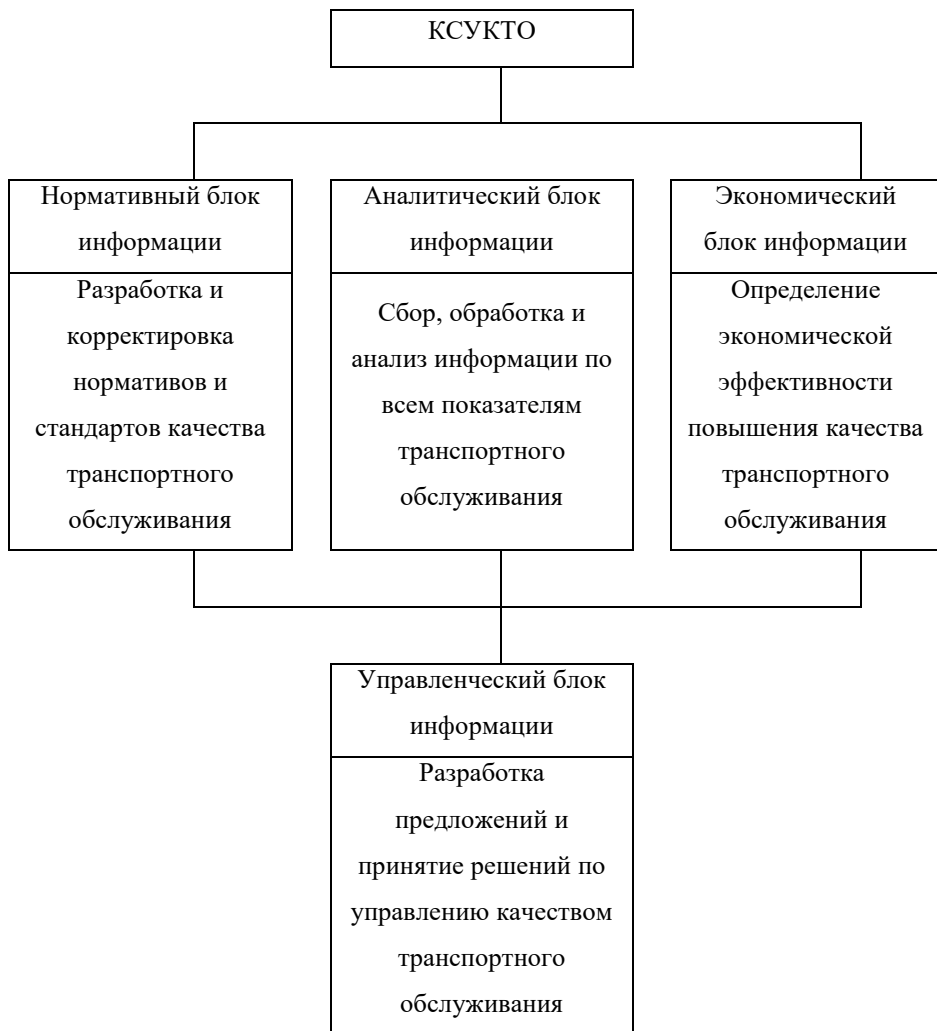 КСУКТО
Нормативный блок
информации
Разработка и
корректировка
нормативов и
стандартов качества
транспортного
обслуживания
Аналитический блок
информации
Сбор, обработка и
анализ информации по
всем показателям
транспортного
обслуживания
Экономический
блок информации
Определение
экономической
эффективности
повышения качества
транспортного
обслуживания
Управленческий блок
информации
Разработка
предложений и
принятие решений по
управлению качеством
транспортного
обслуживания